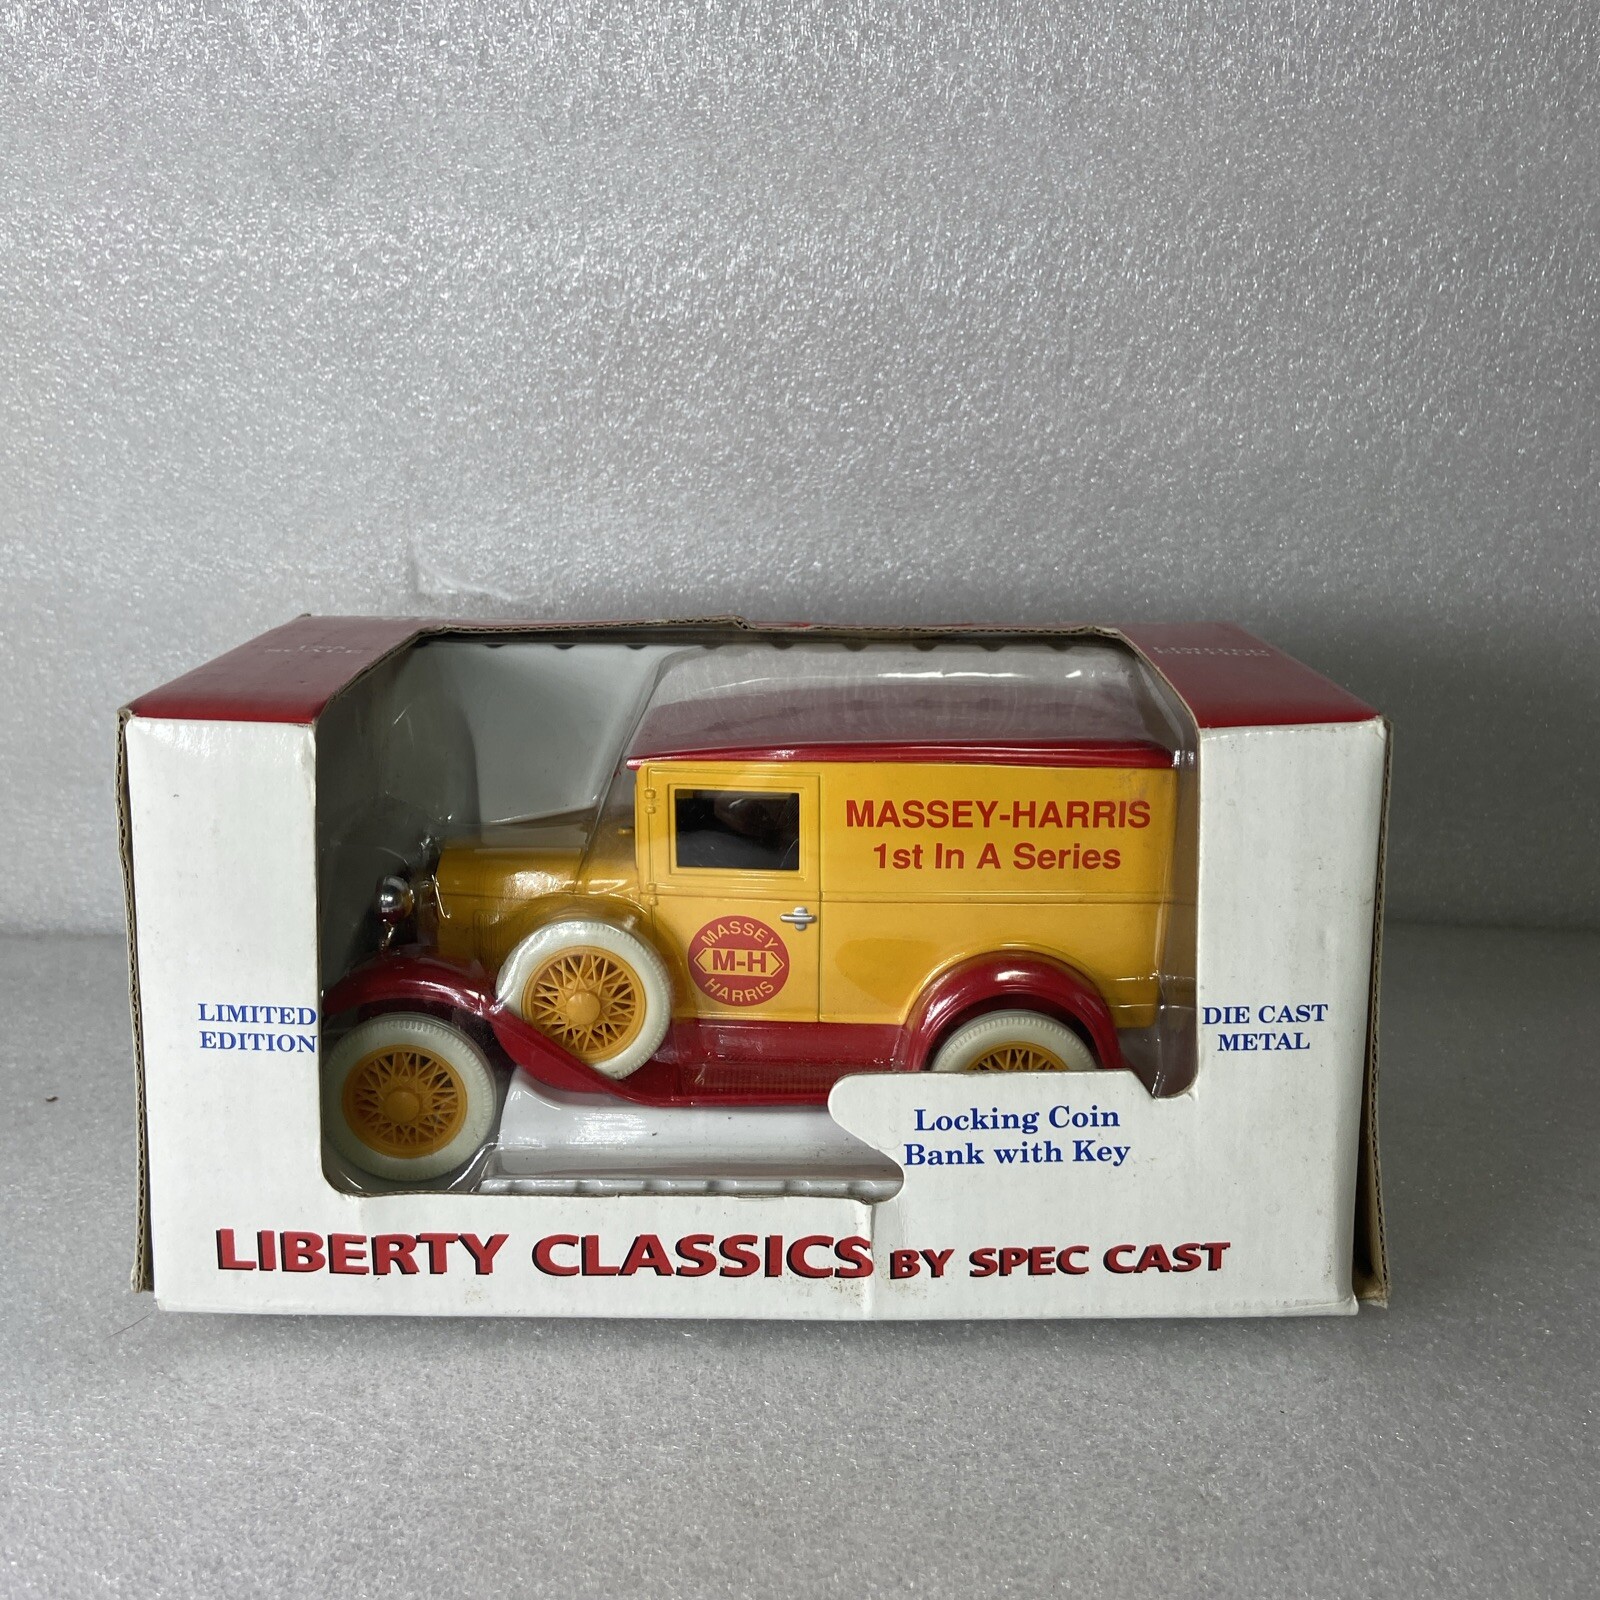 MASSEY-HARRIS
1st In A Series
MASSEY
M-H
HARRIS
LIMITED
EDITION
DIE CAST
METAL
Locking Coin
Bank with Key
LIBERTY CLASSICS BY SPEC CAST